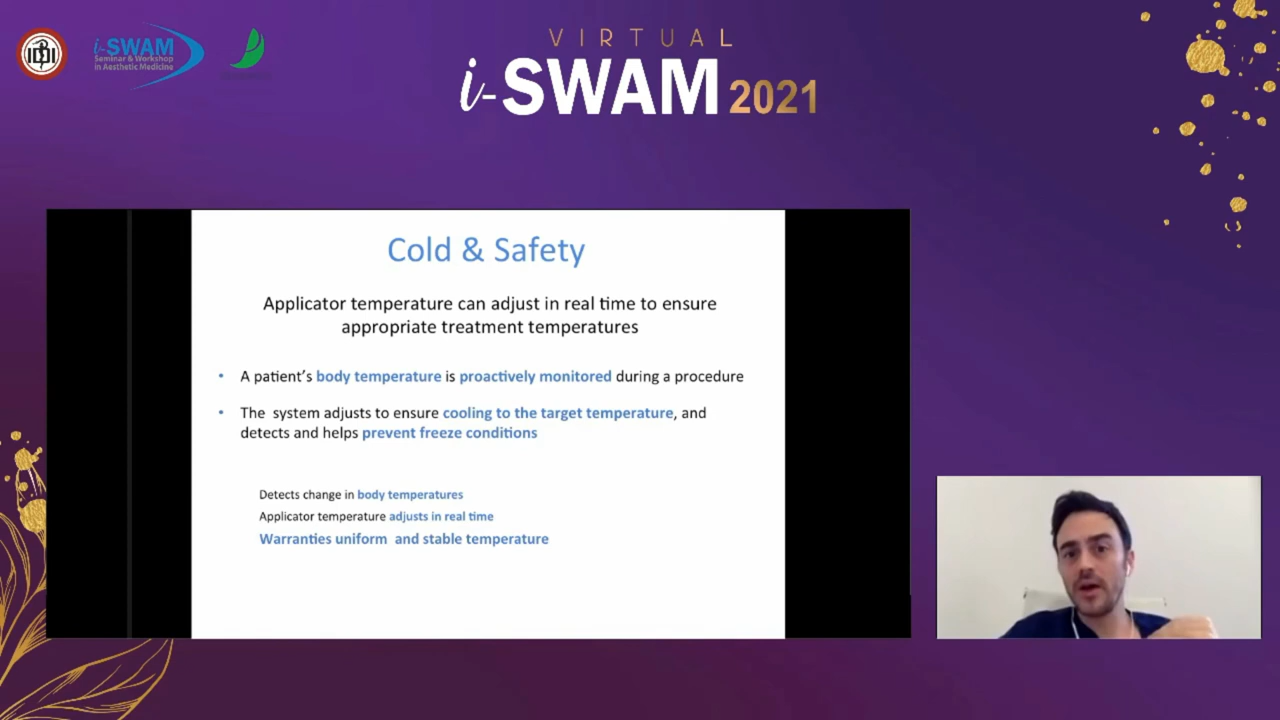 i-SWAM
Seminar & Workshop
in Aesthetic Medicine
VIRTUAL
i-SWAM 2021
Cold & Safety
Applicator temperature can adjust in real time to ensure
appropriate treatment temperatures
• A patient's body temperature is proactively monitored during a procedure
• The system adjusts to ensure cooling to the target temperature, and
detects and helps prevent freeze conditions
Detects change in body temperatures
Applicator temperature adjusts in real time
Warranties uniform and stable temperature